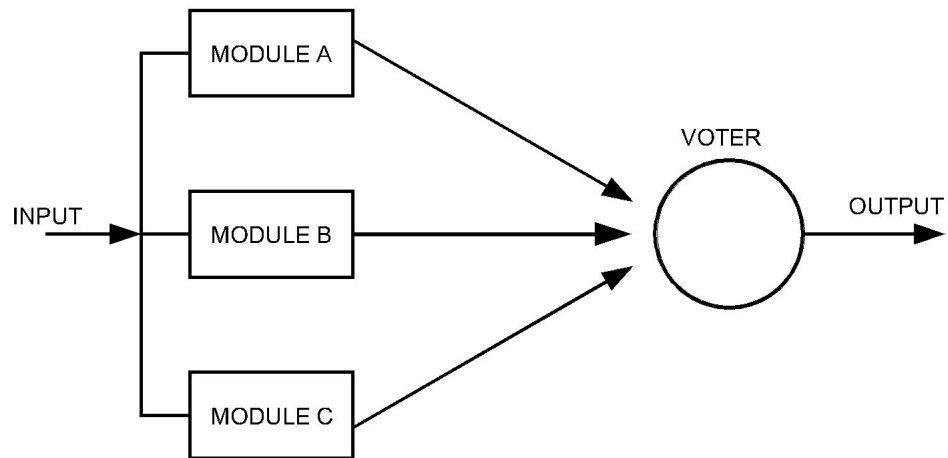 MODULE A
VOTER
INPUT
MODULE B
OUTPUT
MODULE C